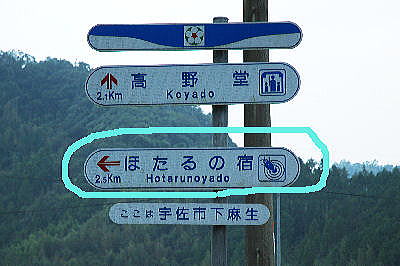 高野堂
2.1Km Koyado
ほたるの宿
2.5Km Hotarunoyado
ここは宇佐市下麻生